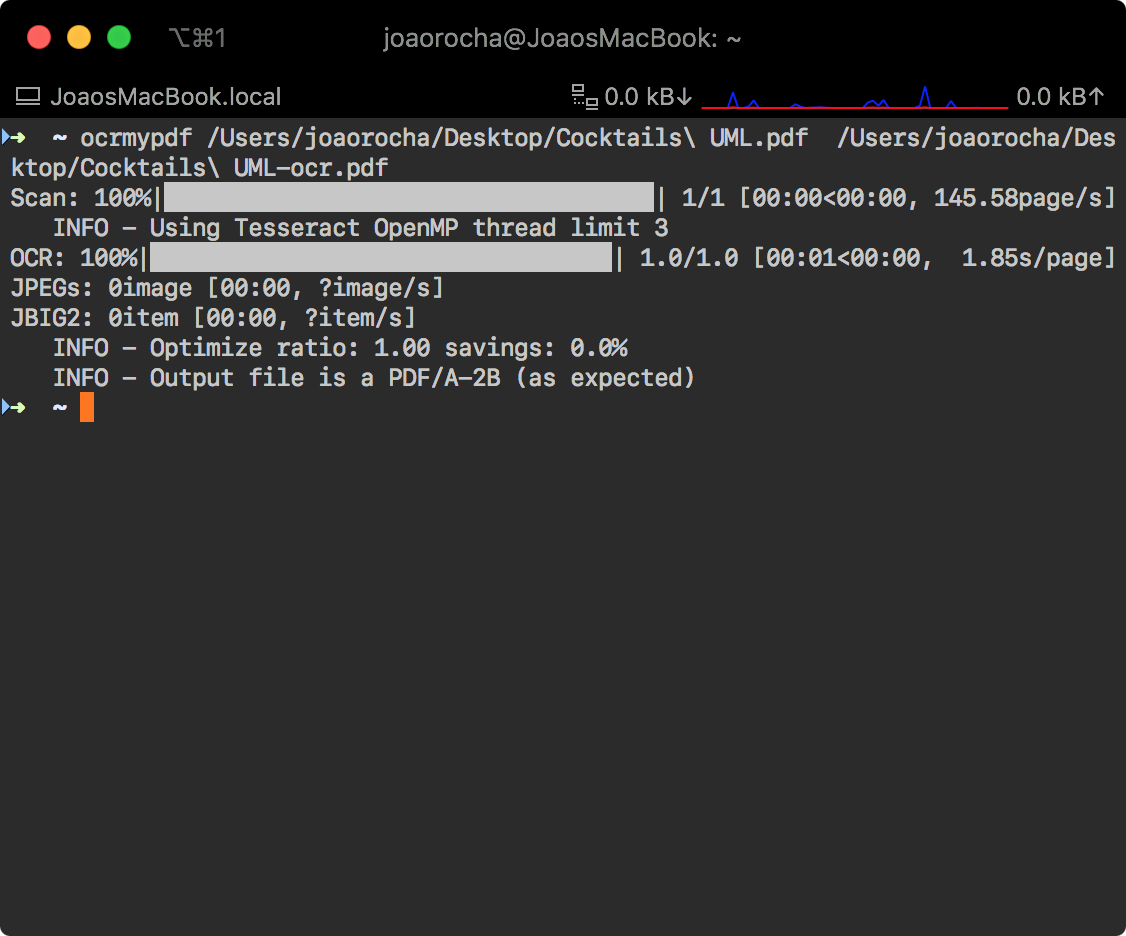 ⌥⌘1
joaorocha@JoaosMacBook: ~
JoaosMacBook.local
0.0 kB↓
0.0 kB↑
➜  ~ ocrmypdf /Users/joaorocha/Desktop/Cocktails\ UML.pdf  /Users/joaorocha/Des
ktop/Cocktails\ UML-ocr.pdf
Scan: 100%|██████████| 1/1 [00:00<00:00, 145.58page/s]
   INFO - Using Tesseract OpenMP thread limit 3
OCR: 100%|██████████| 1.0/1.0 [00:01<00:00,  1.85s/page]
JPEGs: 0image [00:00, ?image/s]
JBIG2: 0item [00:00, ?item/s]
   INFO - Optimize ratio: 1.00 savings: 0.0%
   INFO - Output file is a PDF/A-2B (as expected)
➜  ~